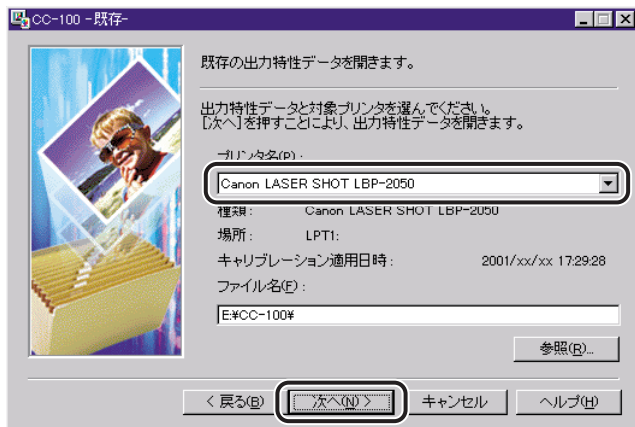 CC-100 -既存-
既存の出力特性データを開きます。
出力特性データと対象プリンタを選んでください。
[次へ]を押すことにより、出力特性データを開きます。
プリンタ名(P):
Canon LASER SHOT LBP-2050
種類: Canon LASER SHOT LBP-2050
場所: LPT1:
キャリブレーション適用日時: 2001/xx/xx 17:29:28
ファイル名(F):
E:¥CC-100¥
参照(R)...
< 戻る(B) 次へ(N) > キャンセル ヘルプ(H)